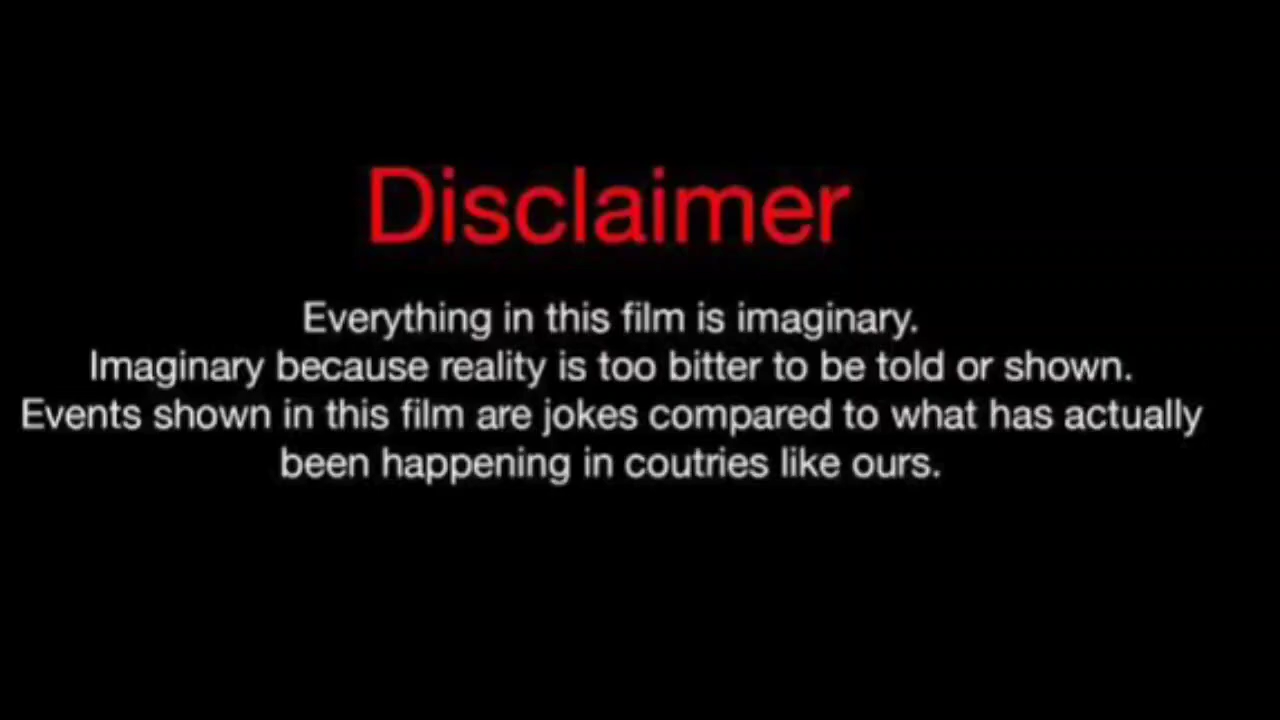 Disclaimer
Everything in this film is imaginary.
Imaginary because reality is too bitter to be told or shown.
Events shown in this film are jokes compared to what has actually
been happening in coutries like ours.